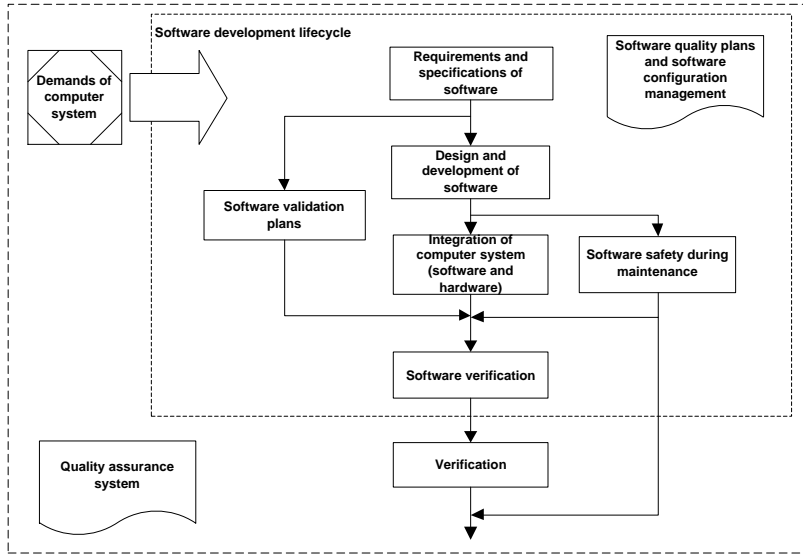 Software development lifecycle
Demands of
computer
system
Requirements and
specifications of
software
Software quality plans
and software
configuration
management
Design and
development of
software
Software validation
plans
Integration of
computer system
(software and
hardware)
Software safety during
maintenance
Software verification
Quality assurance
system
Verification